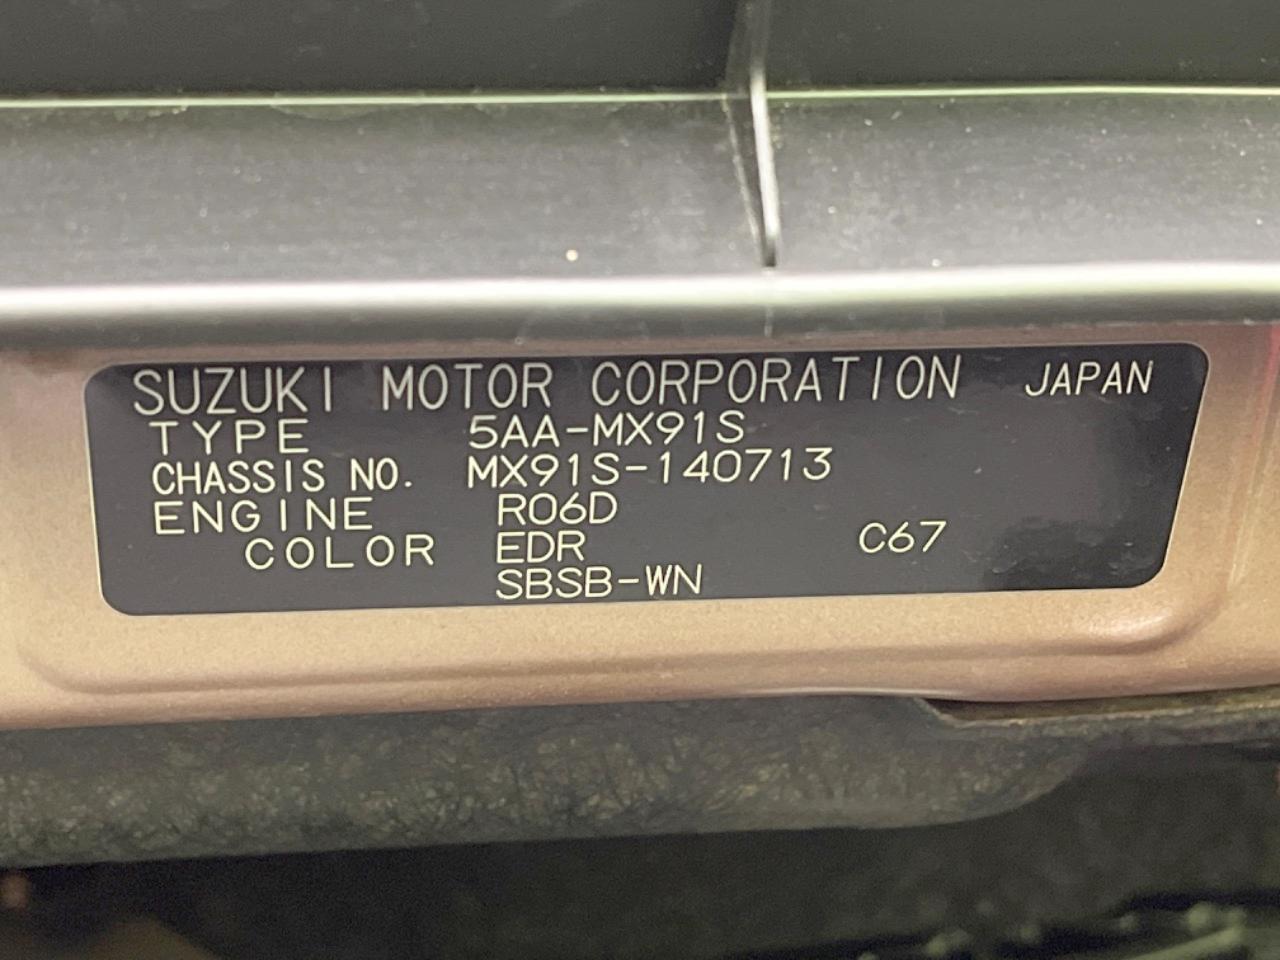 SUZUKI MOTOR CORPORATION JAPAN
TYPE 5AA-MX91S
CHASSIS NO. MX91S-140713
ENGINE R06D
COLOR EDR C67
SBSB-WN